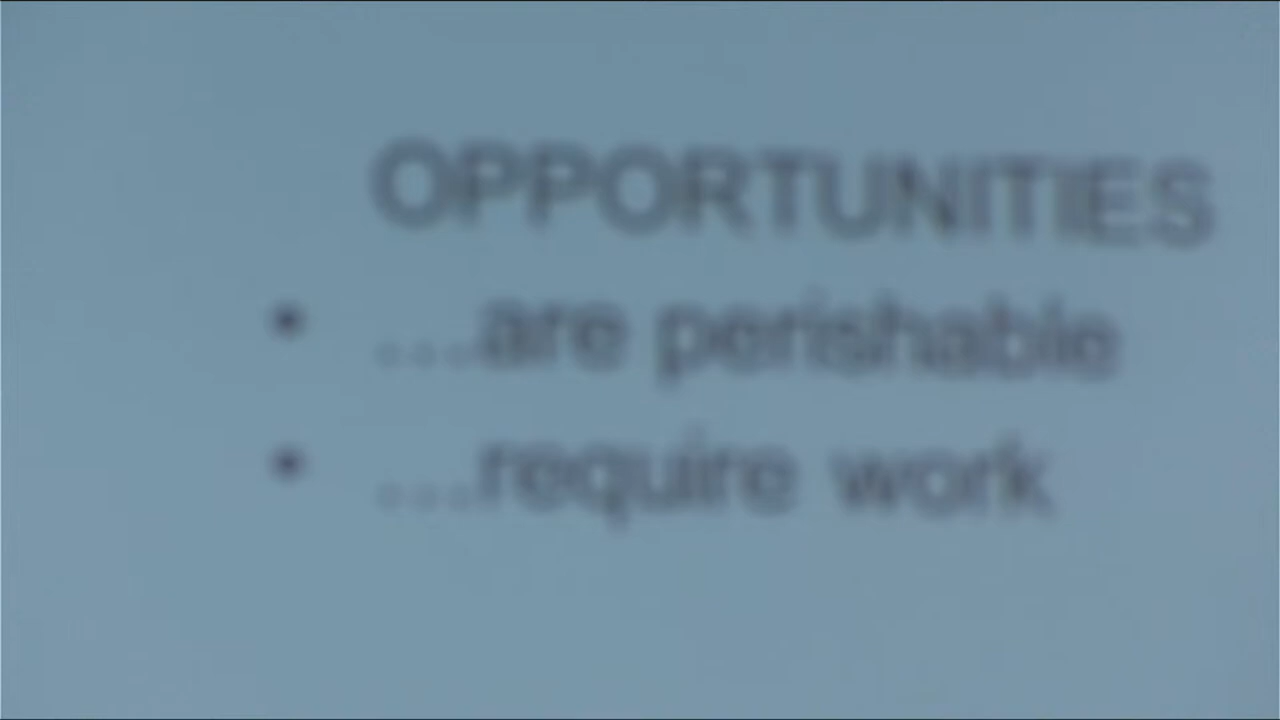 OPPORTUNITIES
• ...are perishable
• ...require work